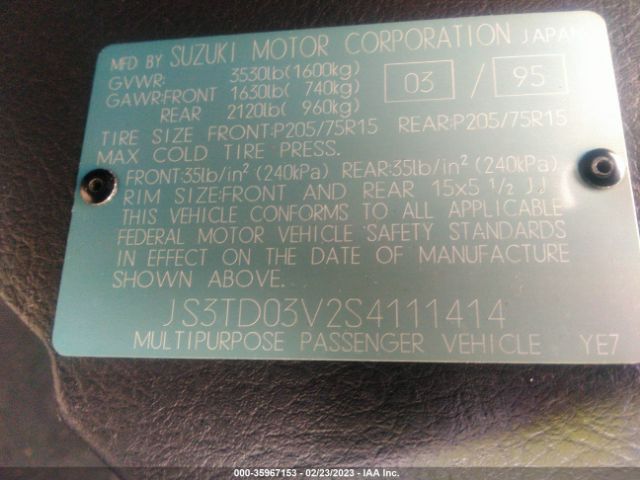 MFD BY SUZUKI MOTOR CORPORATION JAPAN
GVWR: 3530lb(1600kg)
GAWR:FRONT 1630lb( 740kg)
REAR 2120lb( 960kg)
03 / 95
TIRE SIZE FRONT:P205/75R15 REAR:P205/75R15
MAX COLD TIRE PRESS.
FRONT:35lb/in² (240kPa) REAR:35lb/in² (240kPa)
RIM SIZE:FRONT AND REAR 15x5 1/2 JJ
THIS VEHICLE CONFORMS TO ALL APPLICABLE
FEDERAL MOTOR VEHICLE SAFETY STANDARDS
IN EFFECT ON THE DATE OF MANUFACTURE
SHOWN ABOVE.
JS3TD03V2S4111414
MULTIPURPOSE PASSENGER VEHICLE YE7
000-35967153 - 02/23/2023 - IAA Inc.